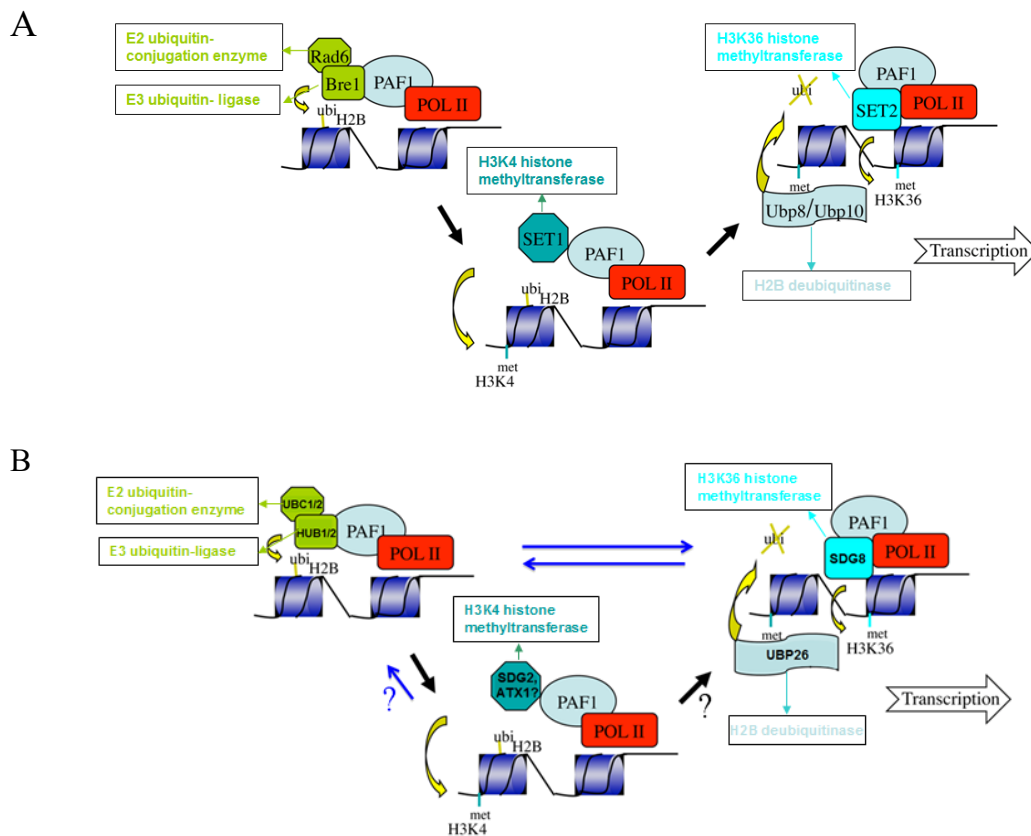 A
E2 ubiquitin-
conjugation enzyme
Rad6
E3 ubiquitin- ligase
Bre1
PAF1
POL II
ubi
H2B
H3K4 histone
methyltransferase
SET1
PAF1
POL II
ubi
H2B
met
H3K4
H3K36 histone
methyltransferase
PAF1
ubi
SET2
POL II
met
met
H3K36
Ubp8/Ubp10
H2B deubiquitinase
Transcription
B
E2 ubiquitin-
conjugation enzyme
UBC1/2
E3 ubiquitin-ligase
HUB1/2
PAF1
POL II
ubi
H2B
?
H3K4 histone
methyltransferase
SDG2,
ATX1?
PAF1
POL II
ubi
H2B
met
H3K4
?
H3K36 histone
methyltransferase
PAF1
ubi
SDG8
POL II
met
met
H3K36
UBP26
H2B deubiquitinase
Transcription